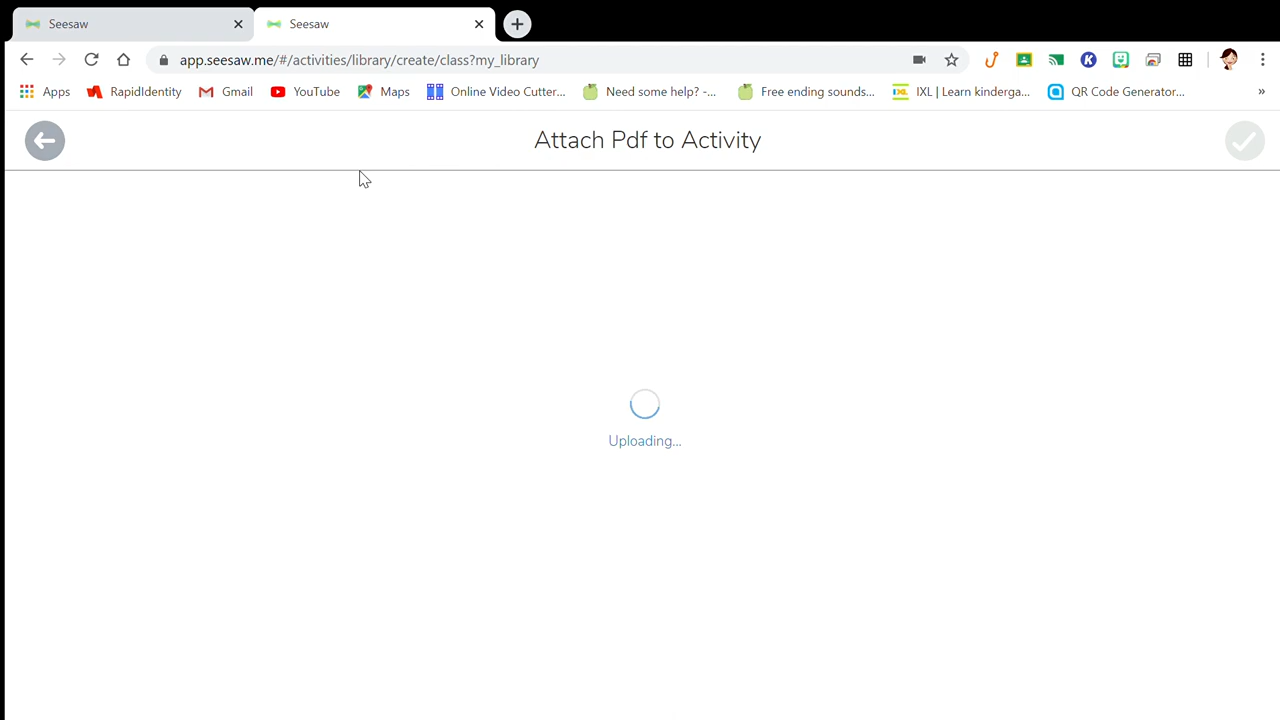 Seesaw
Seesaw
app.seesaw.me/#/activities/library/create/class?my_library
Apps
RapidIdentity
Gmail
YouTube
Maps
Online Video Cutter...
Need some help? -...
Free ending sounds...
IXL | Learn kinderga...
QR Code Generator...
»
Attach Pdf to Activity
Uploading...